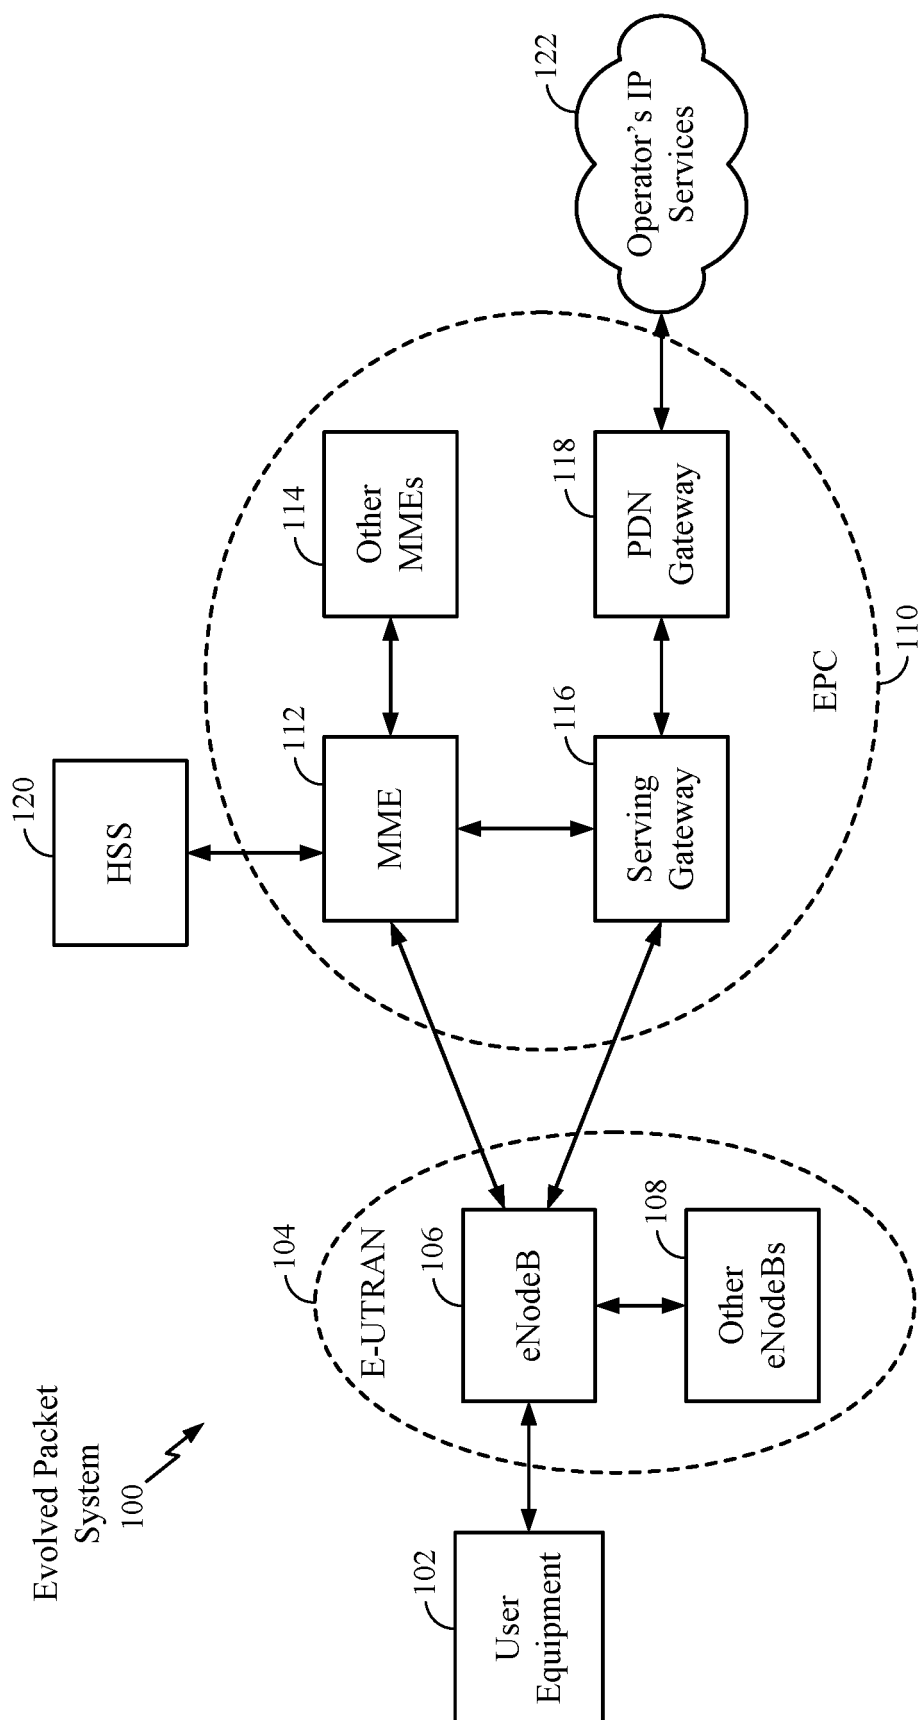 Evolved Packet
System
100
102
User
Equipment
104
E-UTRAN
106
eNodeB
108
Other
eNodeBs
120
HSS
112
MME
114
Other
MMEs
116
Serving
Gateway
118
PDN
Gateway
EPC
110
122
Operator's IP
Services